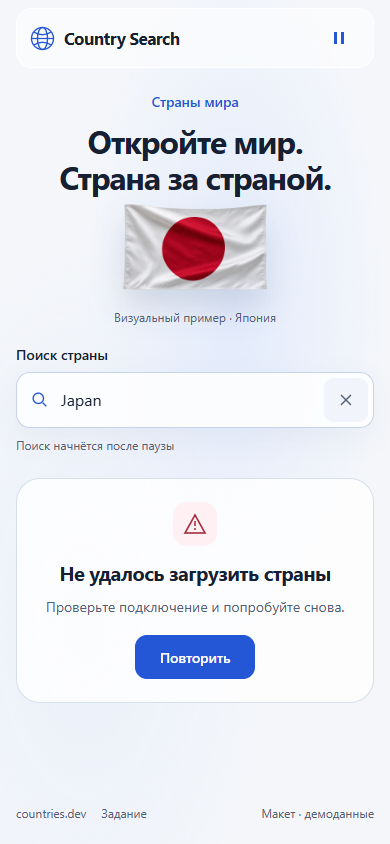 Country Search
Страны мира
Откройте мир.
Страна за страной.
Визуальный пример · Япония
Поиск страны
Japan
Поиск начнётся после паузы
Не удалось загрузить страны
Проверьте подключение и попробуйте снова.
Повторить
countries.dev Задание Макет · демоданные